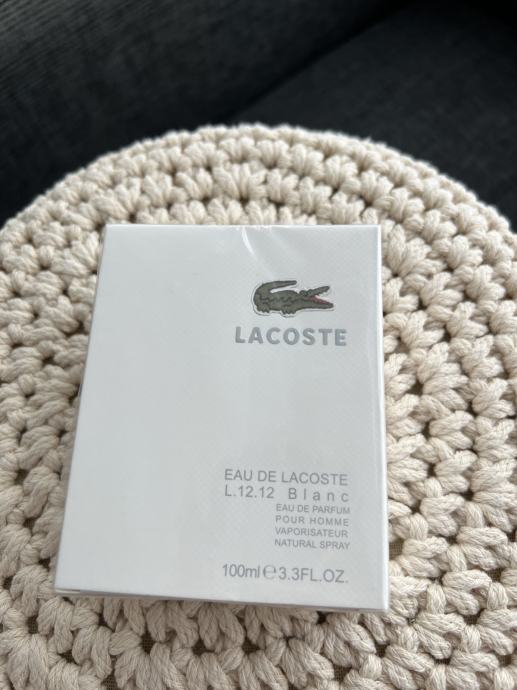 LACOSTE
EAU DE LACOSTE
L.12.12 Blanc
EAU DE PARFUM
POUR HOMME
VAPORISATEUR
NATURAL SPRAY
100ml ℮ 3.3FL.OZ.